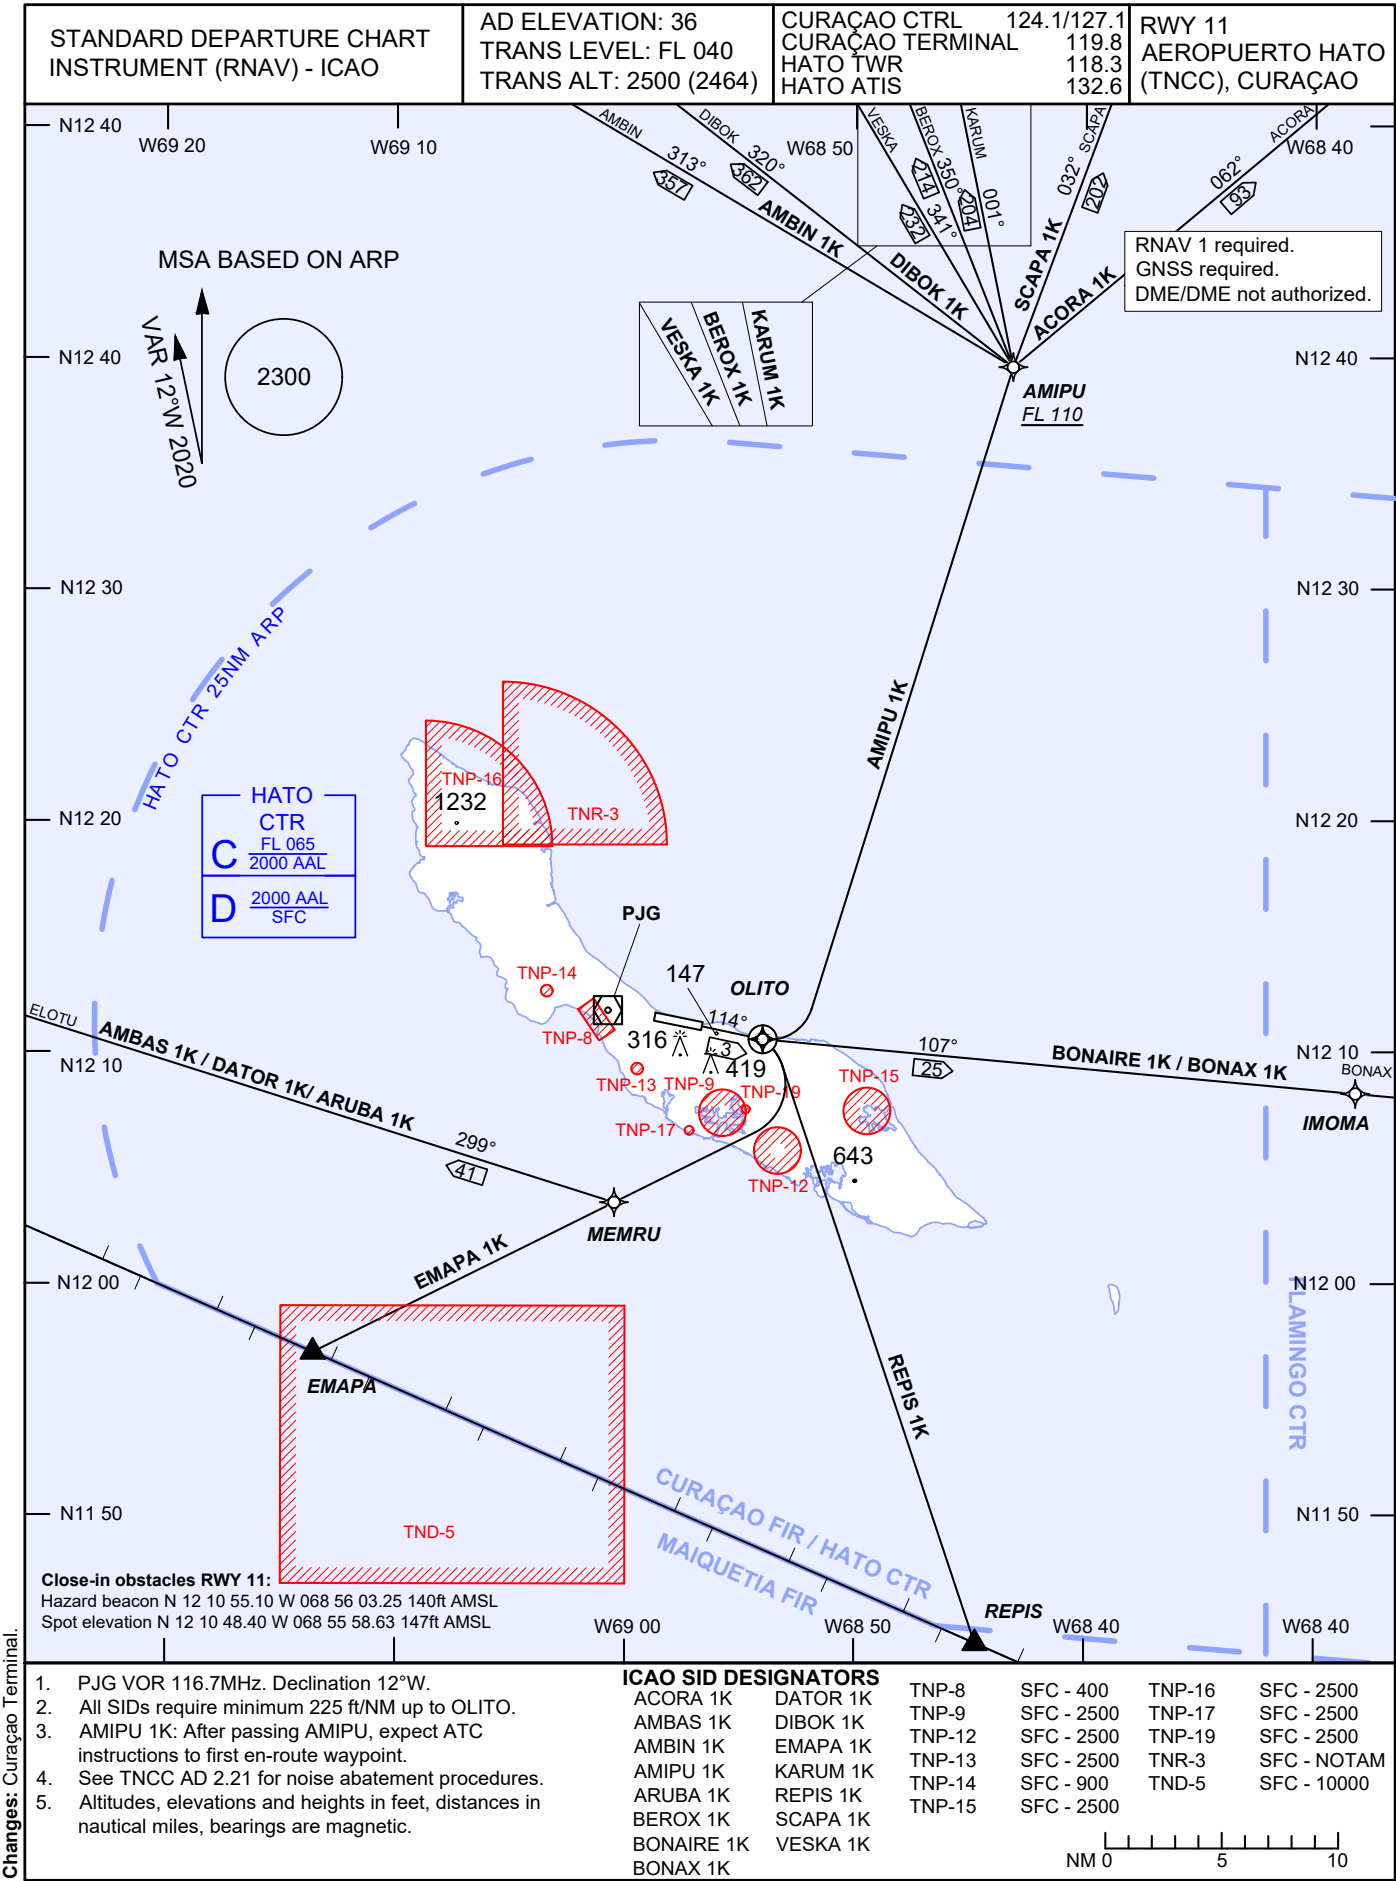 STANDARD DEPARTURE CHART
INSTRUMENT (RNAV) - ICAO
AD ELEVATION: 36
TRANS LEVEL: FL 040
TRANS ALT: 2500 (2464)
CURAÇAO CTRL 124.1/127.1
CURAÇAO TERMINAL 119.8
HATO TWR 118.3
HATO ATIS 132.6
RWY 11
AEROPUERTO HATO
(TNCC), CURAÇAO
N12 40
W69 20
W69 10
W68 50
W68 40
AMBIN
313°
357
AMBIN 1K
DIBOK
320°
362
DIBOK 1K
VESKA
232
341°
BEROX
214
350°
KARUM
204
001°
SCAPA
032°
202
SCAPA 1K
ACORA
062°
93
ACORA 1K
RNAV 1 required.
GNSS required.
DME/DME not authorized.
MSA BASED ON ARP
VAR 12°W 2020
2300
VESKA 1K
BEROX 1K
KARUM 1K
N12 40
N12 40
AMIPU
FL 110
N12 30
N12 30
HATO CTR 25NM ARP
AMIPU 1K
TNP-16
1232
TNR-3
N12 20
N12 20
HATO
CTR
C FL 065
2000 AAL
D 2000 AAL
SFC
PJG
TNP-14
147
OLITO
114°
TNP-8
316
3
419
ELOTU
AMBAS 1K / DATOR 1K/ ARUBA 1K
107°
25
BONAIRE 1K / BONAX 1K
N12 10
N12 10
BONAX
IMOMA
TNP-13
TNP-9
TNP-19
TNP-15
TNP-17
643
TNP-12
299°
41
MEMRU
EMAPA 1K
N12 00
N12 00
FLAMINGO CTR
EMAPA
REPIS 1K
TND-5
N11 50
N11 50
CURAÇAO FIR / HATO CTR
MAIQUETIA FIR
Close-in obstacles RWY 11:
Hazard beacon N 12 10 55.10 W 068 56 03.25 140ft AMSL
Spot elevation N 12 10 48.40 W 068 55 58.63 147ft AMSL
W69 00
W68 50
REPIS
W68 40
W68 40
Changes: Curaçao Terminal.
1. PJG VOR 116.7MHz. Declination 12°W.
2. All SIDs require minimum 225 ft/NM up to OLITO.
3. AMIPU 1K: After passing AMIPU, expect ATC
instructions to first en-route waypoint.
4. See TNCC AD 2.21 for noise abatement procedures.
5. Altitudes, elevations and heights in feet, distances in
nautical miles, bearings are magnetic.
ICAO SID DESIGNATORS
ACORA 1K DATOR 1K
AMBAS 1K DIBOK 1K
AMBIN 1K EMAPA 1K
AMIPU 1K KARUM 1K
ARUBA 1K REPIS 1K
BEROX 1K SCAPA 1K
BONAIRE 1K VESKA 1K
BONAX 1K
TNP-8 SFC - 400
TNP-9 SFC - 2500
TNP-12 SFC - 2500
TNP-13 SFC - 2500
TNP-14 SFC - 900
TNP-15 SFC - 2500
TNP-16 SFC - 2500
TNP-17 SFC - 2500
TNP-19 SFC - 2500
TNR-3 SFC - NOTAM
TND-5 SFC - 10000
NM 0 5 10